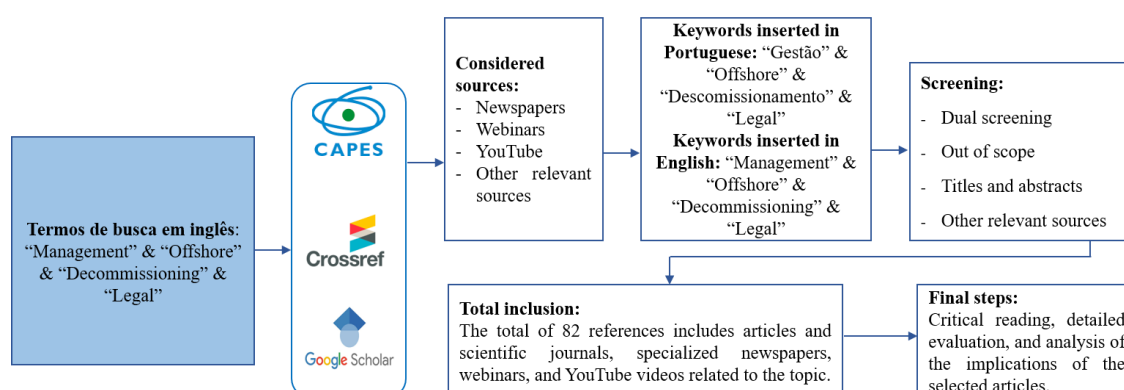 Termos de busca em inglês:
“Management” & “Offshore”
& “Decommissioning” &
“Legal”
CAPES
Crossref
Google Scholar
Considered
sources:
- Newspapers
- Webinars
- YouTube
- Other relevant
sources
Keywords inserted in
Portuguese: “Gestão” &
“Offshore” &
“Descomissionamento” &
“Legal”
Keywords inserted in
English: “Management” &
“Offshore” &
“Decommissioning” &
“Legal”
Screening:
- Dual screening
- Out of scope
- Titles and abstracts
- Other relevant sources
Total inclusion:
The total of 82 references includes articles and
scientific journals, specialized newspapers,
webinars, and YouTube videos related to the topic.
Final steps:
Critical reading, detailed
evaluation, and analysis of
the implications of the
selected articles.